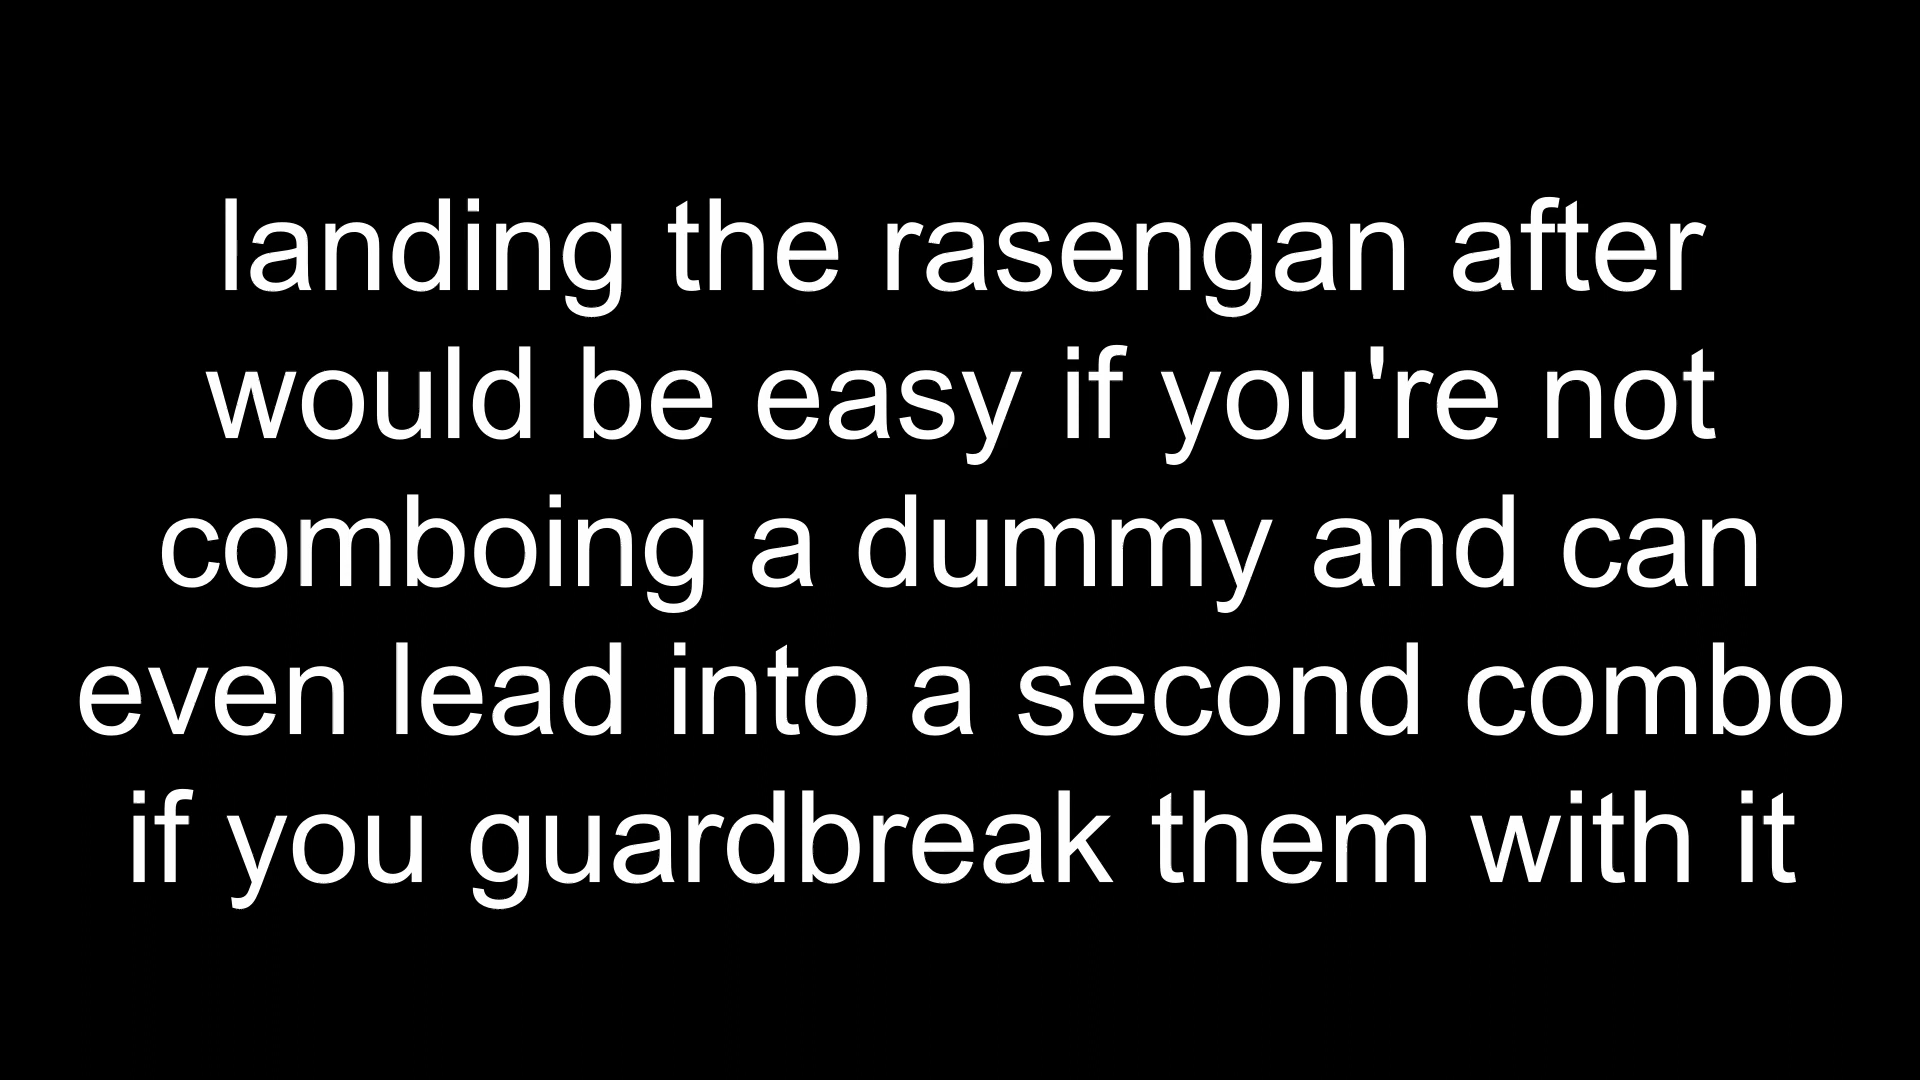 landing the rasengan after
would be easy if you're not
comboing a dummy and can
even lead into a second combo
if you guardbreak them with it